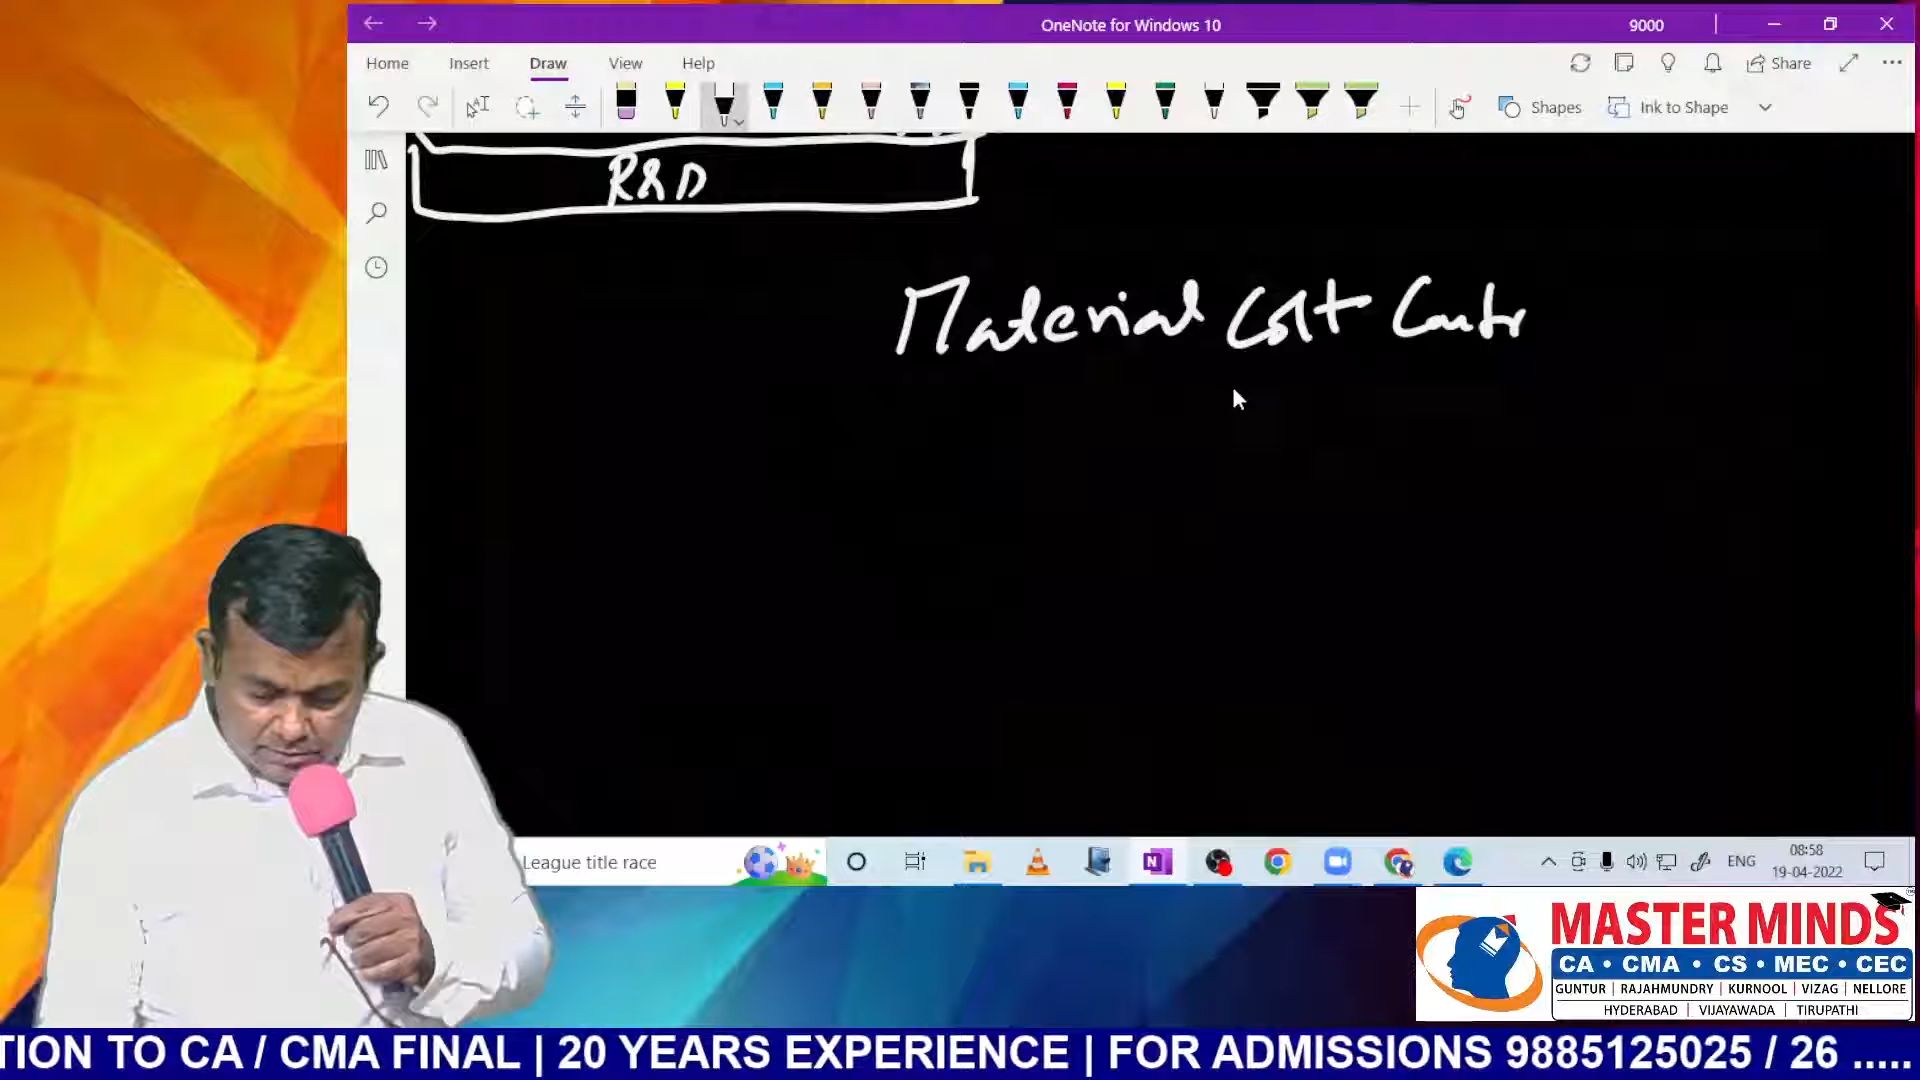 OneNote for Windows 10
9000
Home Insert Draw View Help
Share
Shapes
Ink to Shape
R & D
Material Cost Contr
League title race
ENG
08:58
19-04-2022
MASTER MINDS
CA • CMA • CS • MEC • CEC
GUNTUR | RAJAHMUNDRY | KURNOOL | VIZAG | NELLORE
HYDERABAD | VIJAYAWADA | TIRUPATHI
TION TO CA / CMA FINAL | 20 YEARS EXPERIENCE | FOR ADMISSIONS 9885125025 / 26 .....